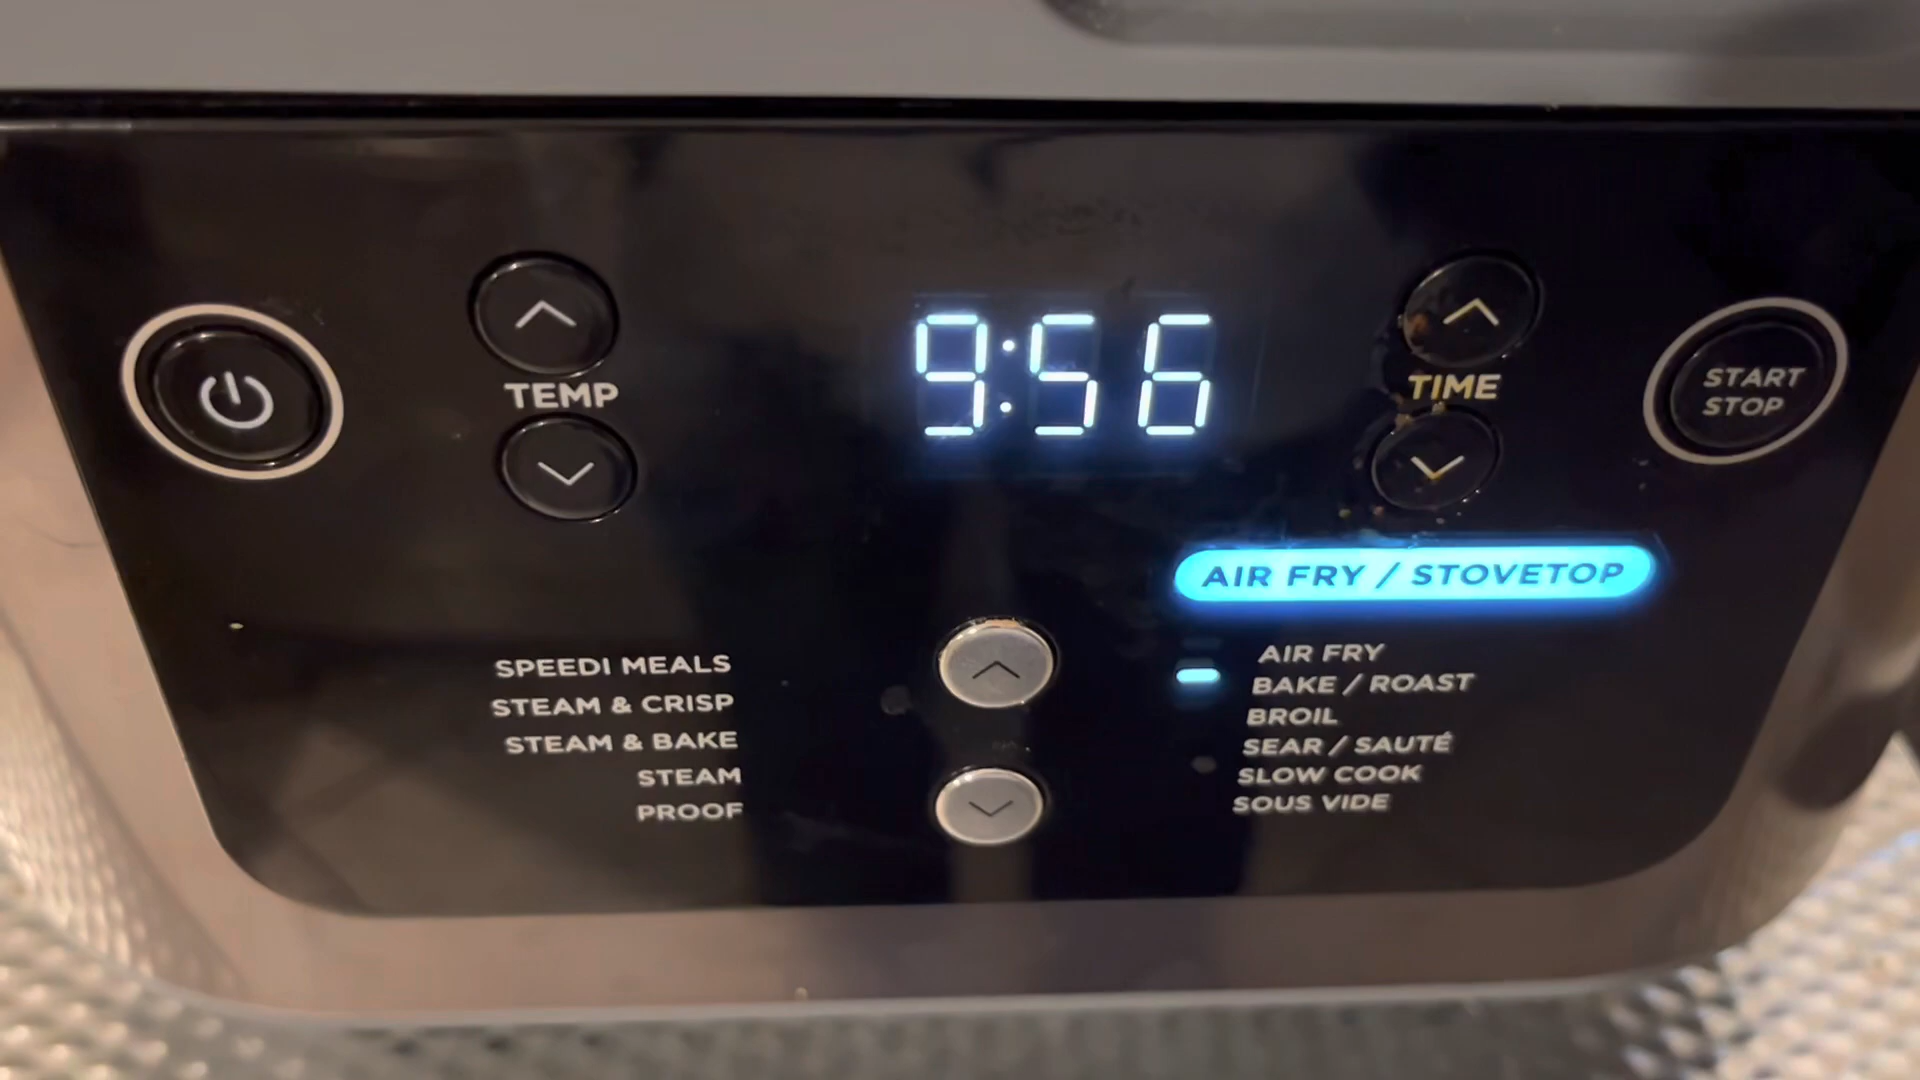 9:56
TEMP
TIME
START
STOP
AIR FRY / STOVETOP
SPEEDI MEALS
STEAM & CRISP
STEAM & BAKE
STEAM
PROOF
AIR FRY
BAKE / ROAST
BROIL
SEAR / SAUTÉ
SLOW COOK
SOUS VIDE